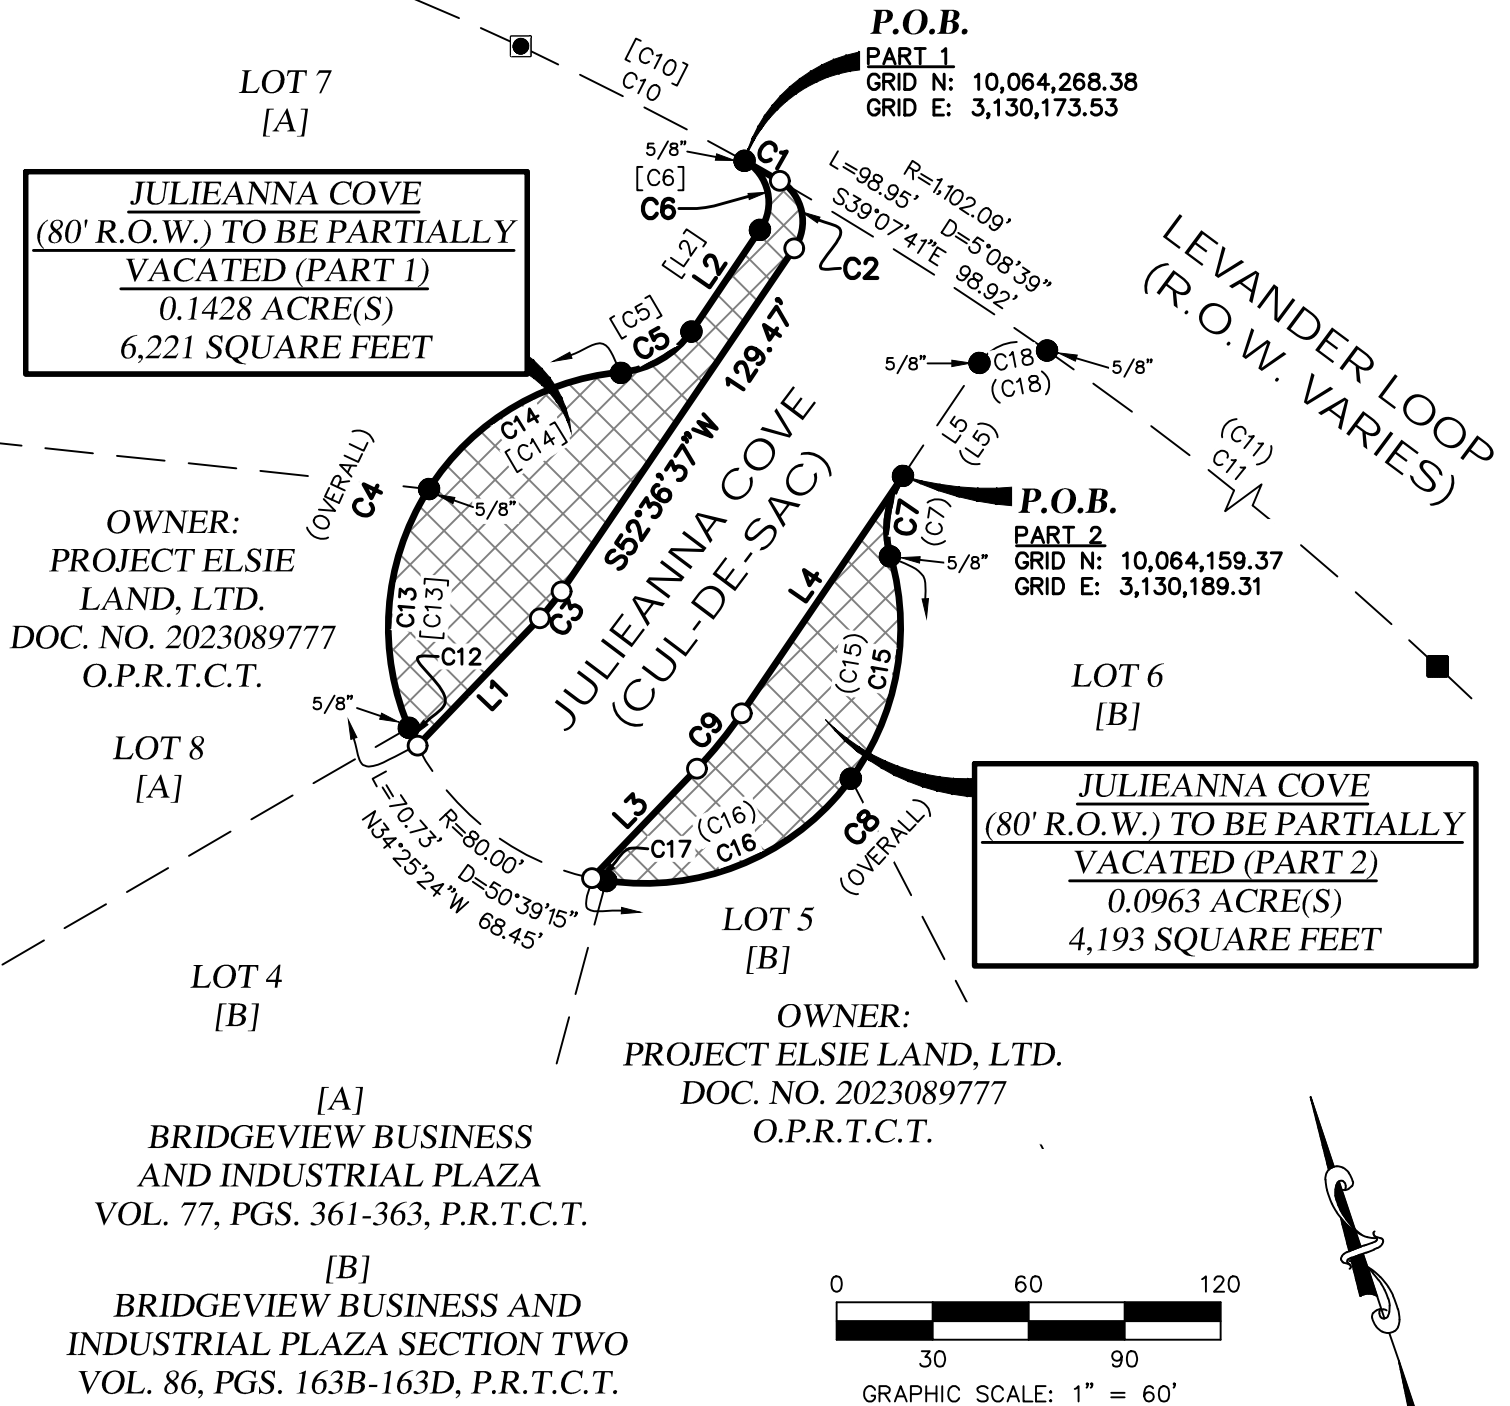 P.O.B.
PART 1
GRID N: 10,064,268.38
GRID E: 3,130,173.53
[C10]
C10
LOT 7
[A]
5/8"
C1
[C6]
C6
JULIEANNA COVE
(80' R.O.W.) TO BE PARTIALLY
VACATED (PART 1)
0.1428 ACRE(S)
6,221 SQUARE FEET
L=98.95' R=1,102.09'
D=5°08'39"
S39°07'41"E 98.92'
C2
[L2]
L2
LEVANDER LOOP
(R.O.W. VARIES)
[C5]
C5
5/8"
C18
(C18)
5/8"
S52°36'37"W 129.47'
L5
(L5)
(C11)
C11
C14
[C14]
(OVERALL)
C4
5/8"
JULIEANNA COVE
(CUL-DE-SAC)
P.O.B.
PART 2
GRID N: 10,064,159.37
GRID E: 3,130,189.31
C7
(C7)
5/8"
OWNER:
PROJECT ELSIE
LAND, LTD.
DOC. NO. 2023089777
O.P.R.T.C.T.
C13
[C13]
C3
L4
C12
5/8"
L1
(C15)
C15
LOT 6
[B]
LOT 8
[A]
C9
L=70.73' R=80.00'
D=50°39'15"
N34°25'24"W 68.45'
L3
(C16)
C16
C17
C8
(OVERALL)
JULIEANNA COVE
(80' R.O.W.) TO BE PARTIALLY
VACATED (PART 2)
0.0963 ACRE(S)
4,193 SQUARE FEET
LOT 5
[B]
LOT 4
[B]
OWNER:
PROJECT ELSIE LAND, LTD.
DOC. NO. 2023089777
O.P.R.T.C.T.
[A]
BRIDGEVIEW BUSINESS
AND INDUSTRIAL PLAZA
VOL. 77, PGS. 361-363, P.R.T.C.T.
[B]
BRIDGEVIEW BUSINESS AND
INDUSTRIAL PLAZA SECTION TWO
VOL. 86, PGS. 163B-163D, P.R.T.C.T.
0 60 120
30 90
GRAPHIC SCALE: 1" = 60'